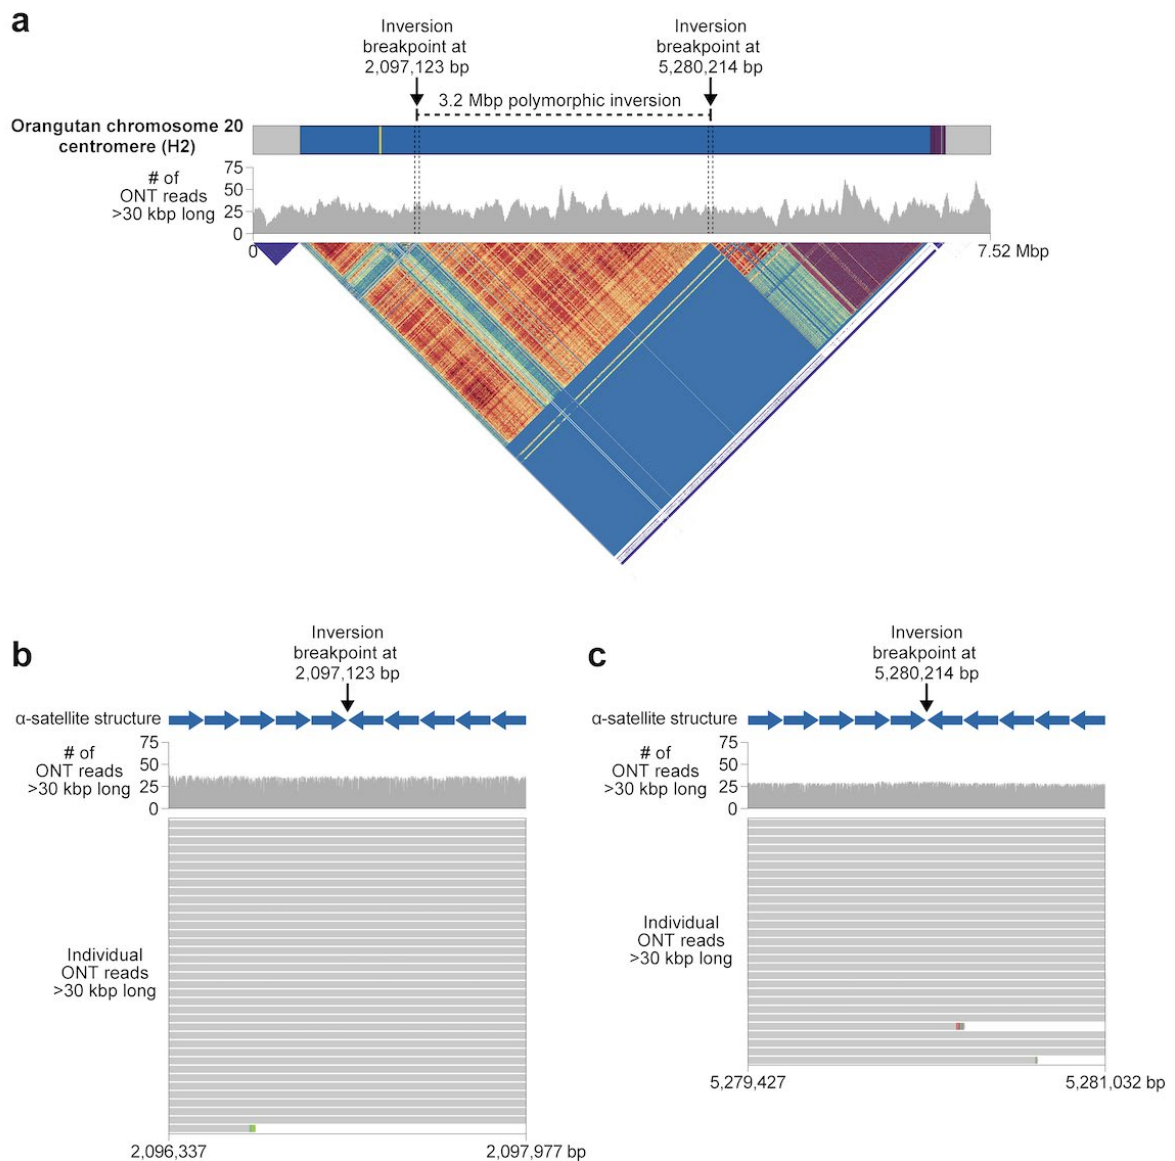 a
Inversion
breakpoint at
2,097,123 bp
Inversion
breakpoint at
5,280,214 bp
3.2 Mbp polymorphic inversion
Orangutan chromosome 20
centromere (H2)
# of
ONT reads
>30 kbp long
75
50
25
0
0
7.52 Mbp
b
Inversion
breakpoint at
2,097,123 bp
α-satellite structure
# of
ONT reads
>30 kbp long
75
50
25
0
Individual
ONT reads
>30 kbp long
2,096,337
2,097,977 bp
c
Inversion
breakpoint at
5,280,214 bp
α-satellite structure
# of
ONT reads
>30 kbp long
75
50
25
0
Individual
ONT reads
>30 kbp long
5,279,427
5,281,032 bp